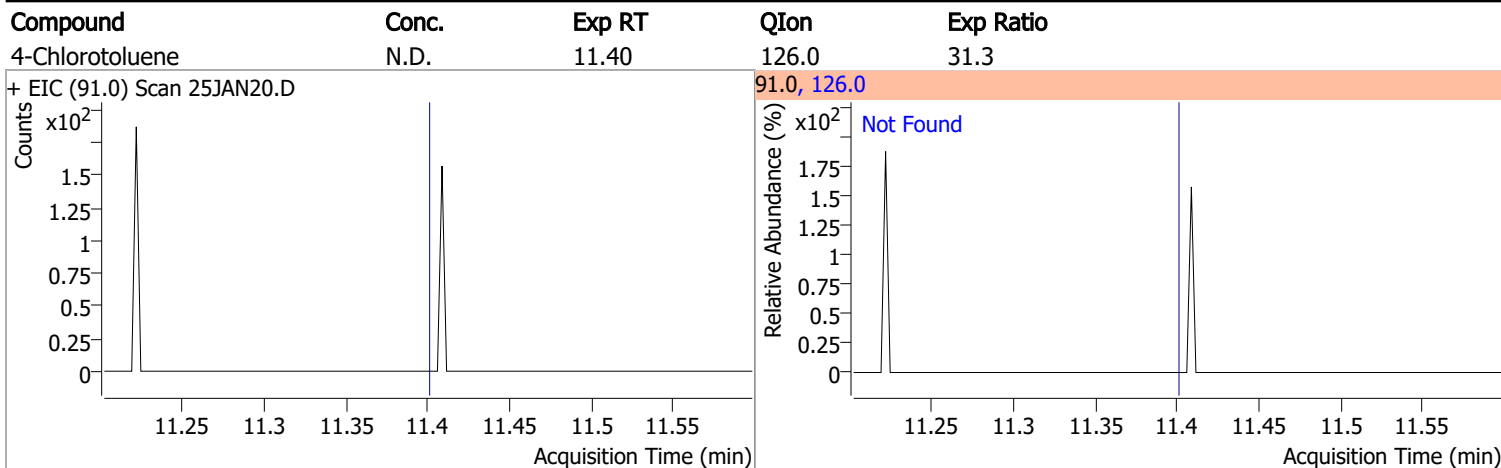 Compound Conc. Exp RT QIon Exp Ratio
4-Chlorotoluene N.D. 11.40 126.0 31.3
+ EIC (91.0) Scan 25JAN20.D
Counts
x10²
1.5
1.25
1
0.75
0.5
0.25
0
11.25 11.3 11.35 11.4 11.45 11.5 11.55
Acquisition Time (min)
91.0, 126.0
Relative Abundance (%)
x10²
Not Found
1.75
1.5
1.25
1
0.75
0.5
0.25
0
11.25 11.3 11.35 11.4 11.45 11.5 11.55
Acquisition Time (min)